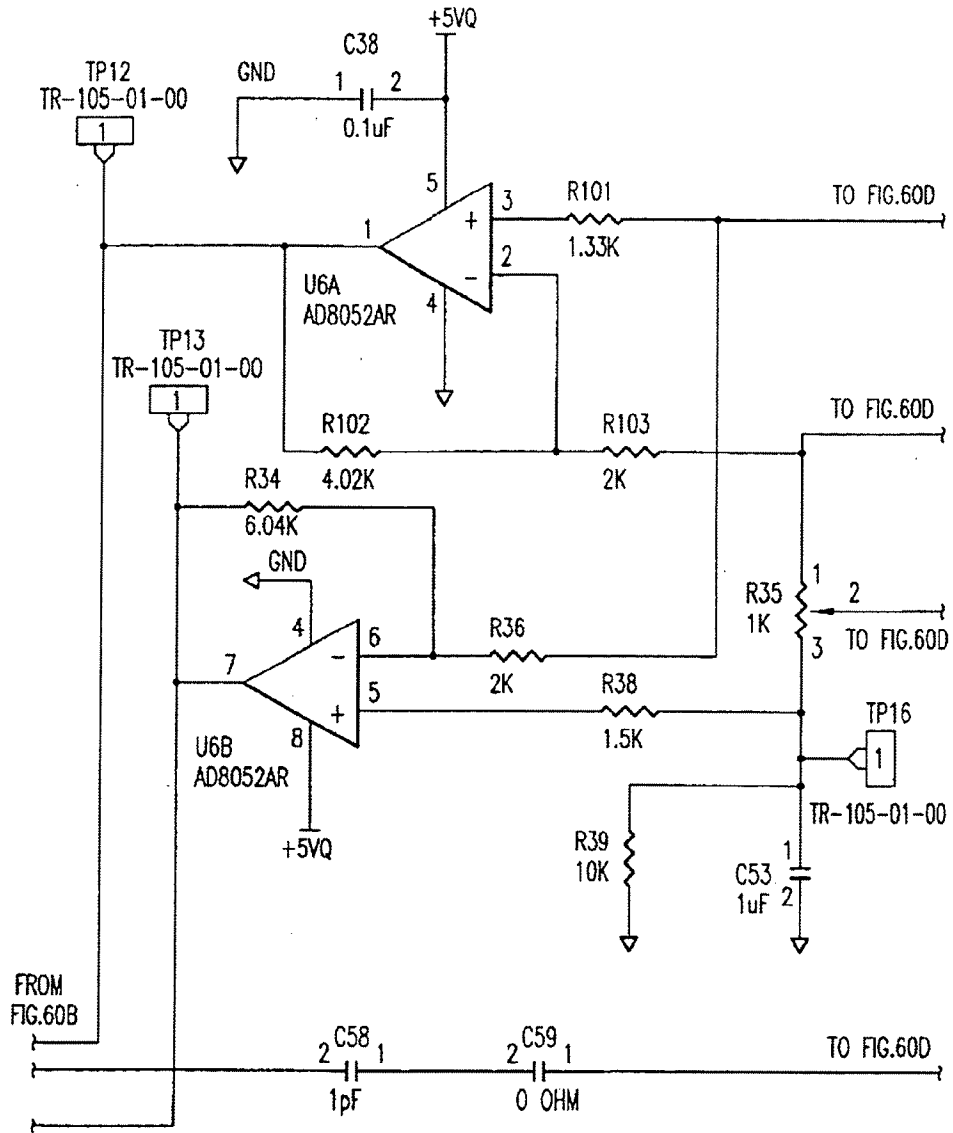 +5VQ
C38
GND
1
2
0.1uF
TP12
TR-105-01-00
1
5
3
R101
TO FIG.60D
1
+
1.33K
2
-
U6A
AD8052AR
4
TP13
TR-105-01-00
1
TO FIG.60D
R102
R103
4.02K
2K
R34
6.04K
GND
1
R35
2
1K
TO FIG.60D
3
4
6
R36
7
-
2K
5
R38
+
TP16
1
8
1.5K
U6B
AD8052AR
TR-105-01-00
+5VQ
R39
10K
1
C53
2
1uF
FROM
FIG.60B
C58
C59
TO FIG.60D
2
1
2
1
1pF
0 OHM